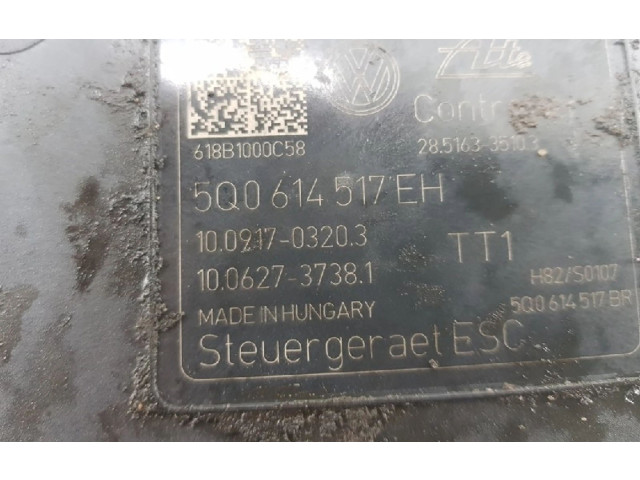 Ate
618B1000C58
28.5163-3510.3
5Q0 614 517 EH
10.0917-0320.3
TT1
10.0627-3738.1
H82/S0107
MADE IN HUNGARY
5Q0 614 517 BR
Steuergeraet ESC